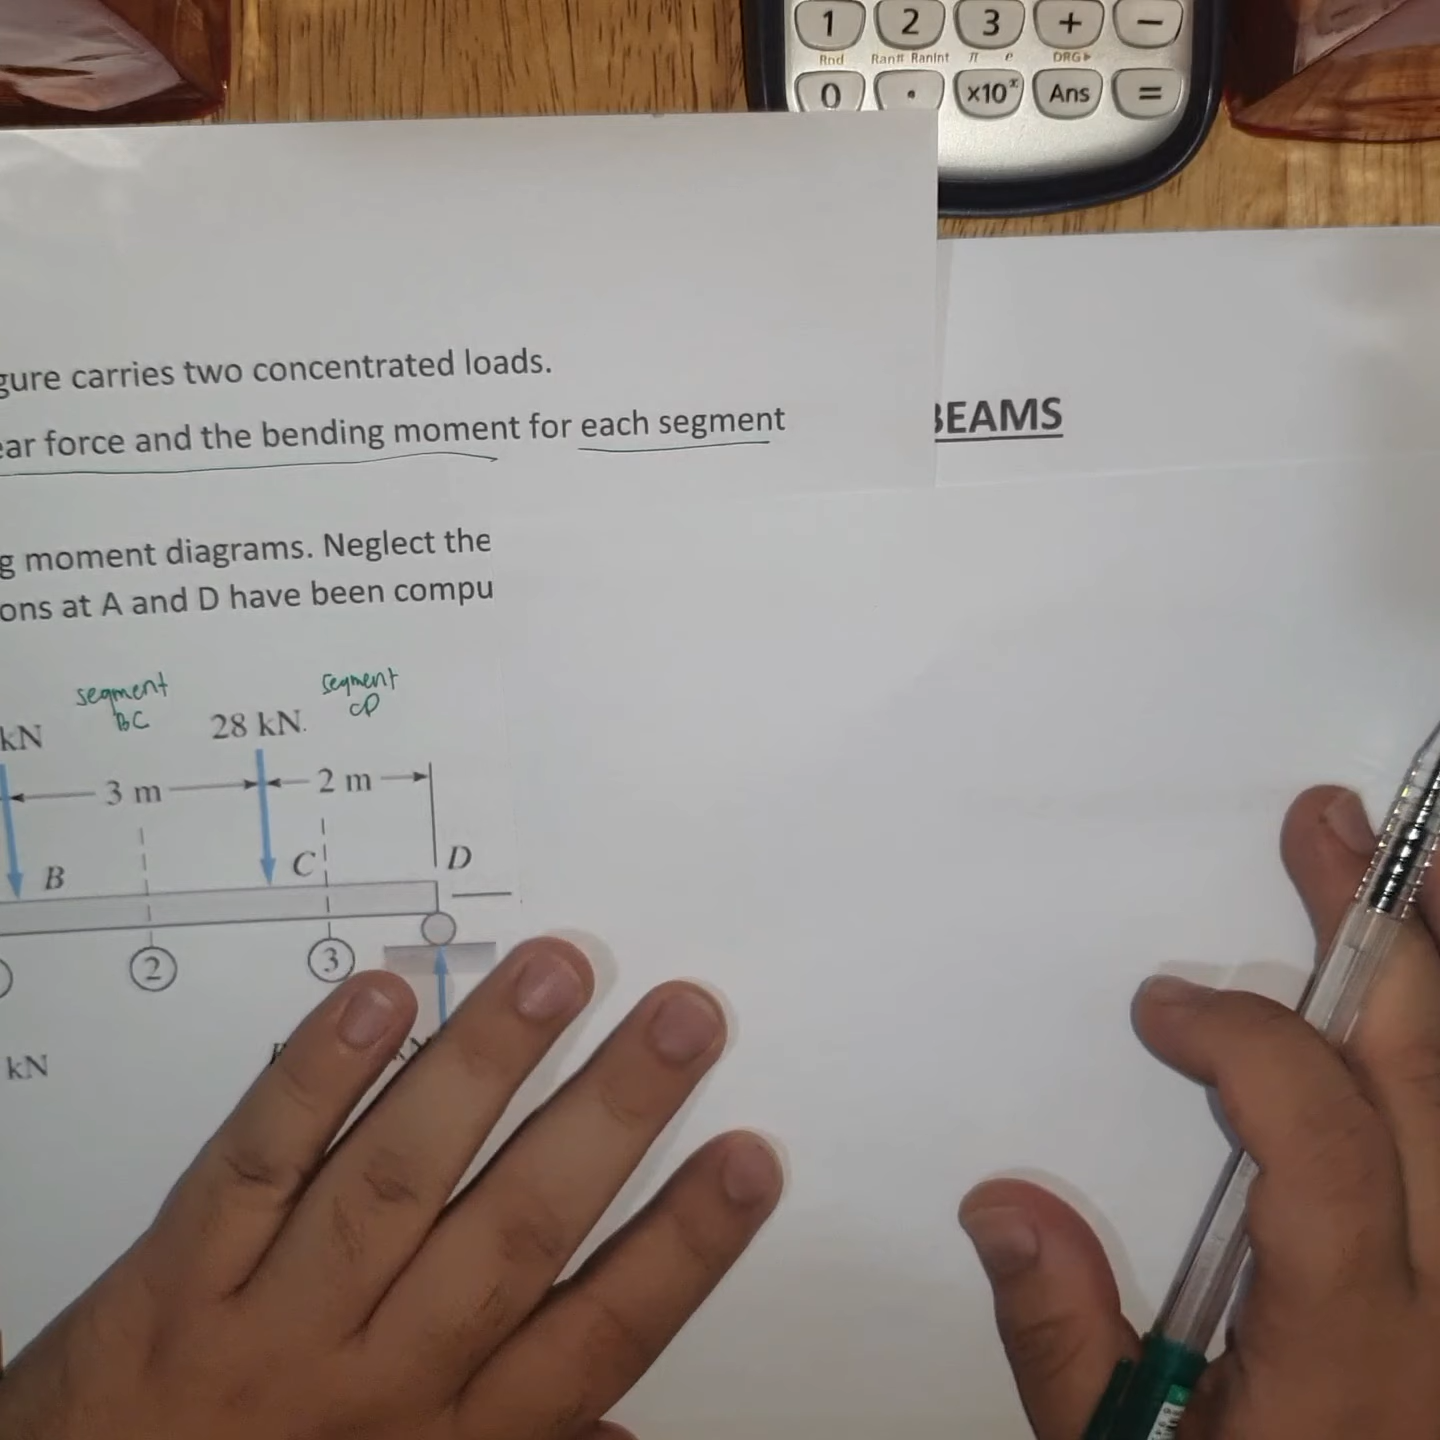 1 2 3 + −
Rnd Ran# RanInt π e DRG▶
0 . ×10ˣ Ans =
gure carries two concentrated loads.
BEAMS
ear force and the bending moment for each segment
g moment diagrams. Neglect the
ons at A and D have been compu
segment
BC
segment
CD
kN
28 kN.
3 m
2 m
B
C
D
2
3
kN